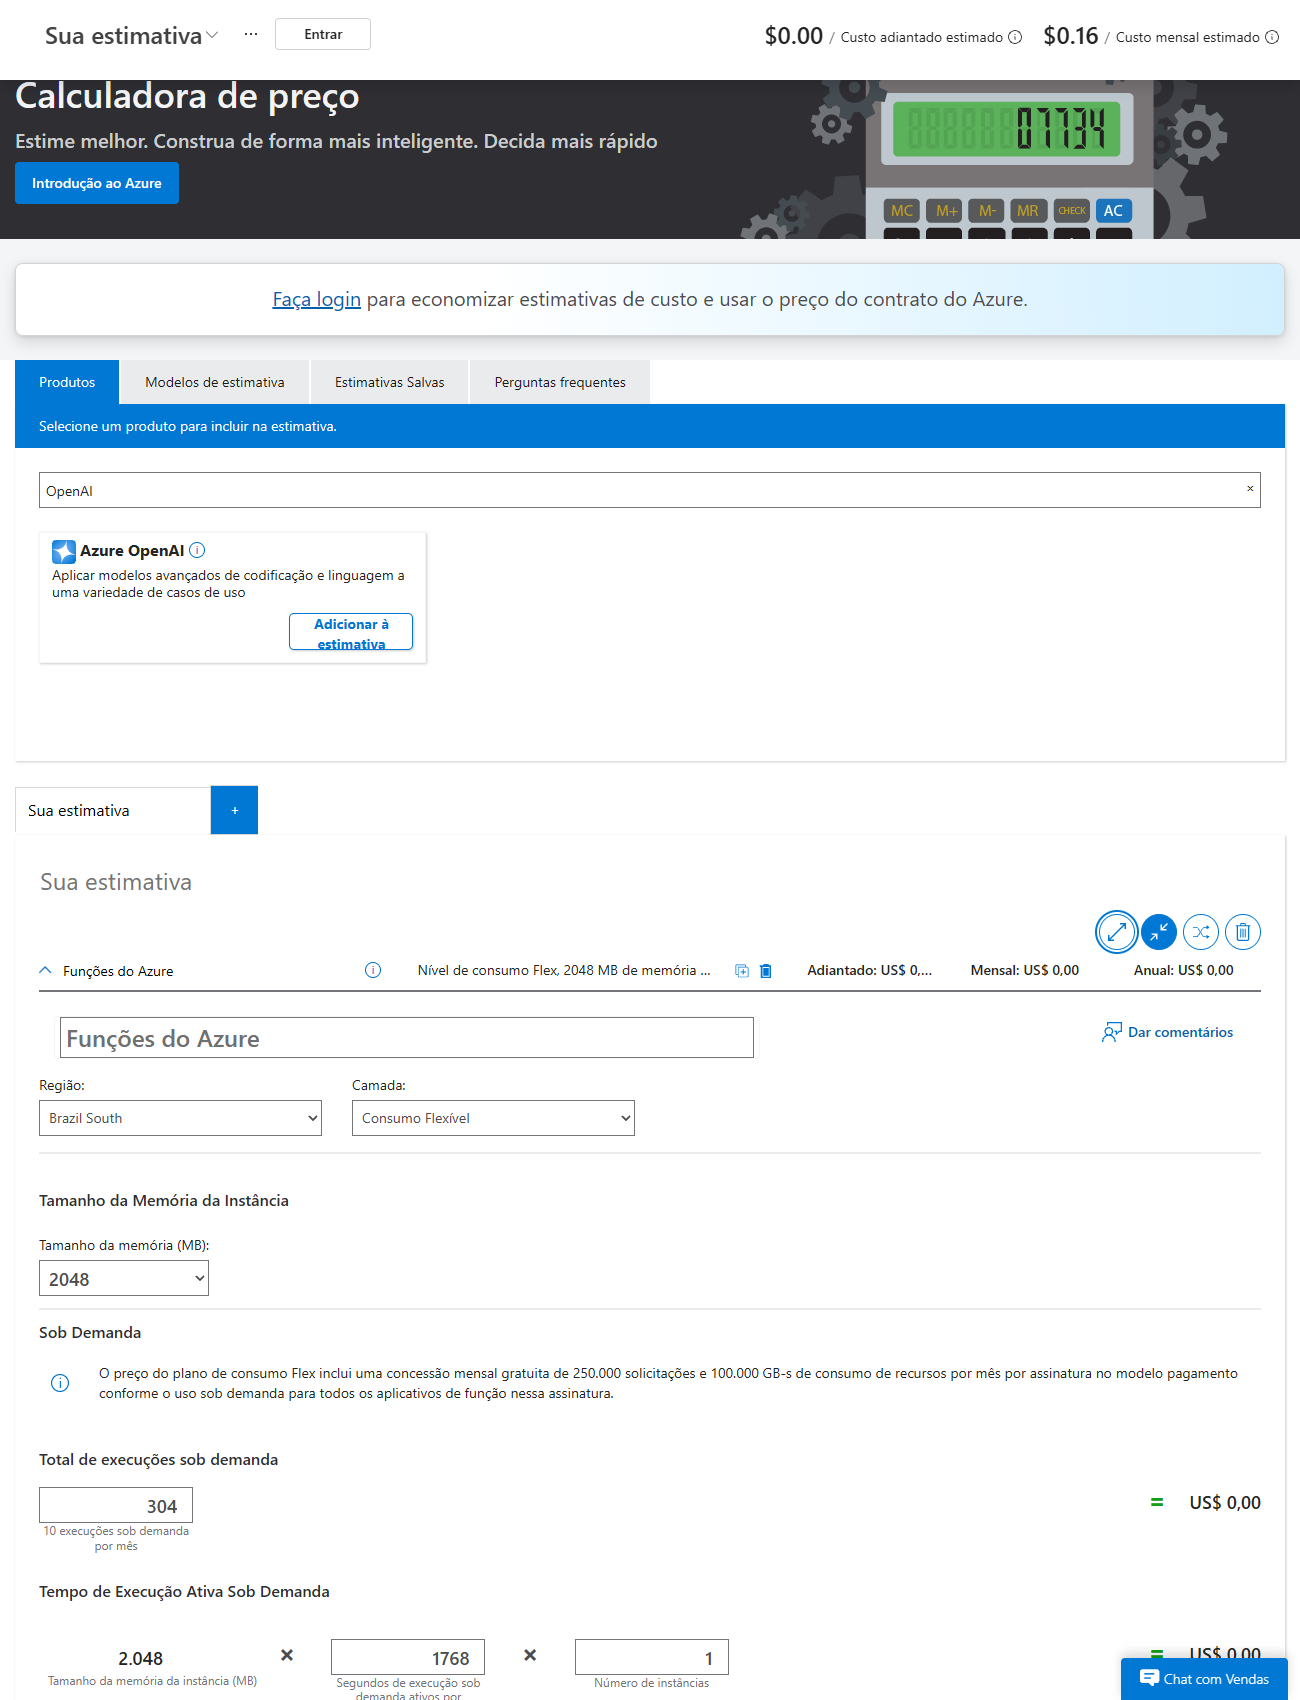 Sua estimativa ... Entrar $0.00 / Custo adiantado estimado $0.16 / Custo mensal estimado
Calculadora de preço
Estime melhor. Construa de forma mais inteligente. Decida mais rápido
Introdução ao Azure
07734
MC M+ M- MR CHECK AC
Faça login para economizar estimativas de custo e usar o preço do contrato do Azure.
Produtos Modelos de estimativa Estimativas Salvas Perguntas frequentes
Selecione um produto para incluir na estimativa.
OpenAI ×
Azure OpenAI
Aplicar modelos avançados de codificação e linguagem a
uma variedade de casos de uso
Adicionar à
estimativa
Sua estimativa +
Sua estimativa
Funções do Azure Nível de consumo Flex, 2048 MB de memória ... Adiantado: US$ 0,... Mensal: US$ 0,00 Anual: US$ 0,00
Funções do Azure
Dar comentários
Região: Camada:
Brazil South Consumo Flexível
Tamanho da Memória da Instância
Tamanho da memória (MB):
2048
Sob Demanda
O preço do plano de consumo Flex inclui uma concessão mensal gratuita de 250.000 solicitações e 100.000 GB-s de consumo de recursos por mês por assinatura no modelo pagamento
conforme o uso sob demanda para todos os aplicativos de função nessa assinatura.
Total de execuções sob demanda
304 = US$ 0,00
10 execuções sob demanda
por mês
Tempo de Execução Ativa Sob Demanda
2.048 × 1768 × 1 = US$ 0,00
Tamanho da memória da instância (MB) Segundos de execução sob Número de instâncias
demanda ativos por
Chat com Vendas